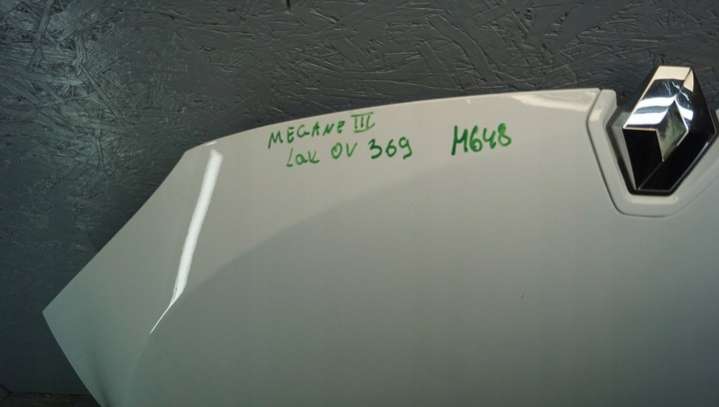 MEGANE III
Lak OV 369 M648